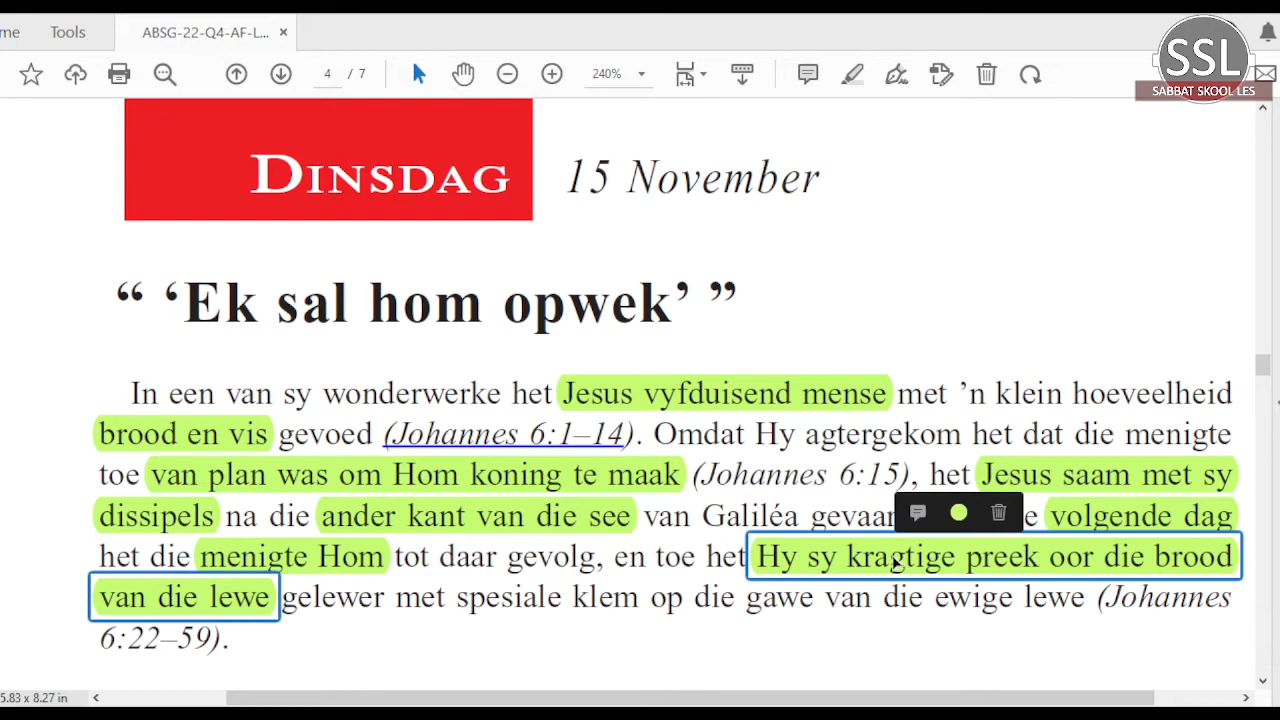 me Tools ABSG-22-Q4-AF-L... ×
4 / 7 240%
SSL
SABBAT SKOOL LES
DINSDAG 15 November
“ ‘Ek sal hom opwek’ ”
In een van sy wonderwerke het Jesus vyfduisend mense met ’n klein hoeveelheid
brood en vis gevoed (Johannes 6:1–14). Omdat Hy agtergekom het dat die menigte
toe van plan was om Hom koning te maak (Johannes 6:15), het Jesus saam met sy
dissipels na die ander kant van die see van Galiléa gevaar e volgende dag
het die menigte Hom tot daar gevolg, en toe het Hy sy kragtige preek oor die brood
van die lewe gelewer met spesiale klem op die gawe van die ewige lewe (Johannes
6:22–59).
5.83 x 8.27 in